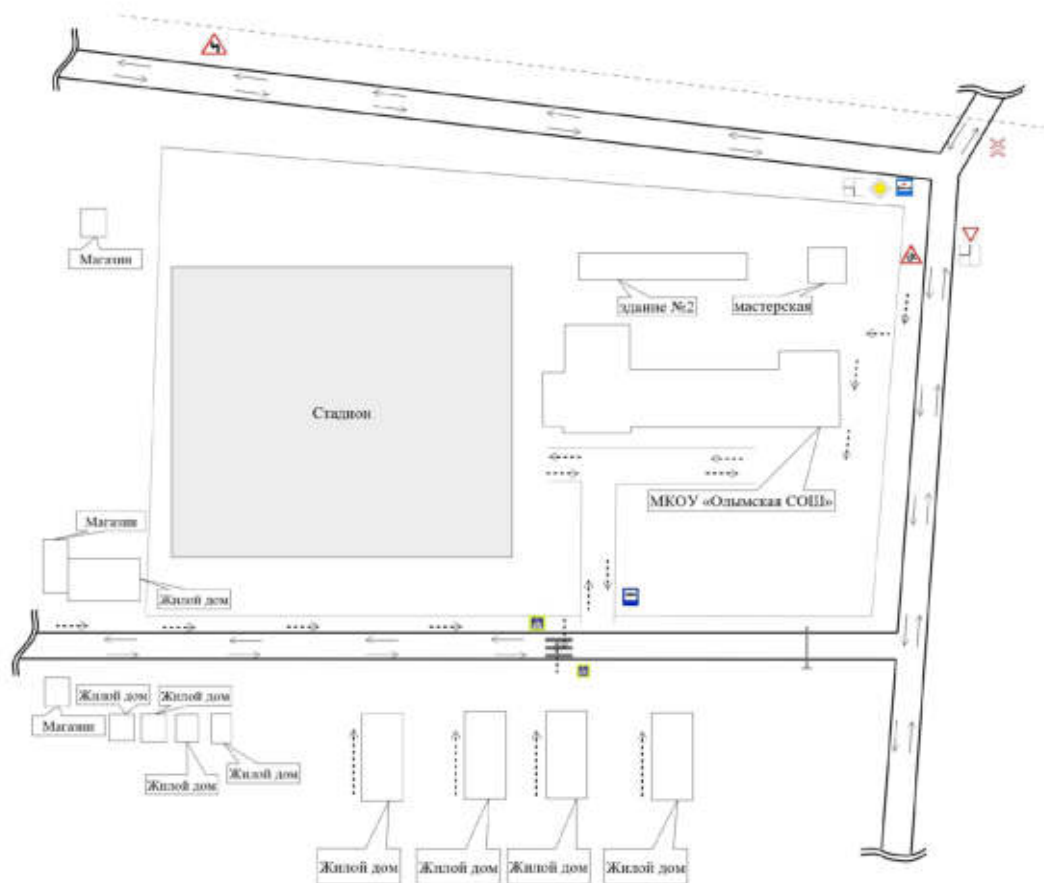 Магазин
здание №2
мастерская
Стадион
МКОУ «Олымская СОШ»
Магазин
Жилой дом
Жилой дом
Жилой дом
Магазин
Жилой дом
Жилой дом
Жилой дом
Жилой дом
Жилой дом
Жилой дом